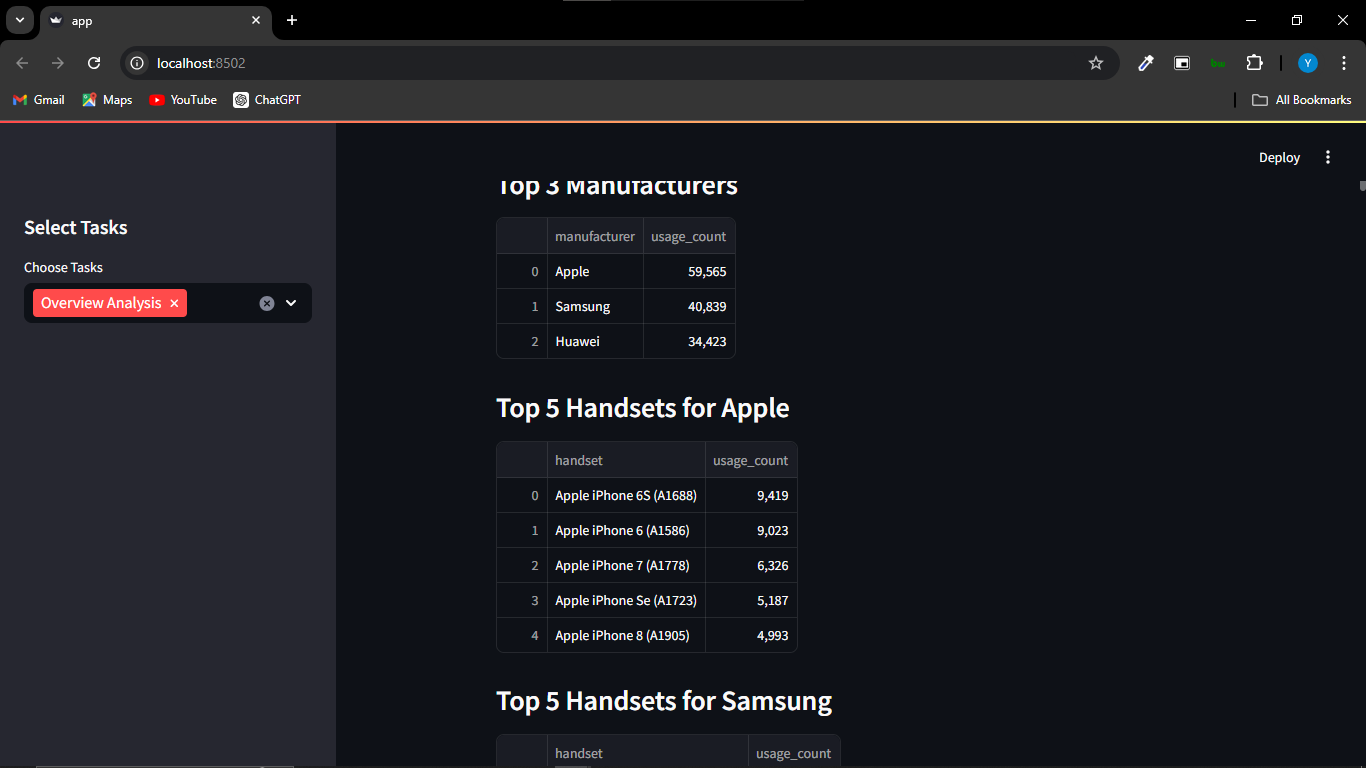 app
localhost:8502
bw
Y
Gmail
Maps
YouTube
ChatGPT
All Bookmarks
Deploy
Select Tasks
Choose Tasks
Overview Analysis
Top 3 Manufacturers
manufacturer usage_count
0 Apple 59,565
1 Samsung 40,839
2 Huawei 34,423
Top 5 Handsets for Apple
handset usage_count
0 Apple iPhone 6S (A1688) 9,419
1 Apple iPhone 6 (A1586) 9,023
2 Apple iPhone 7 (A1778) 6,326
3 Apple iPhone Se (A1723) 5,187
4 Apple iPhone 8 (A1905) 4,993
Top 5 Handsets for Samsung
handset usage_count